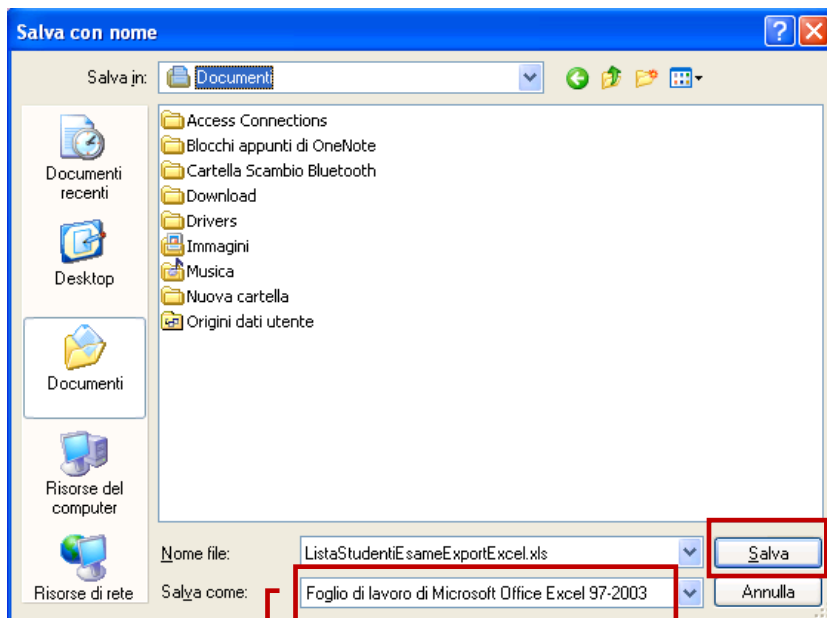 Salva con nome
Salva in:
Documenti
Documenti recenti
Desktop
Documenti
Risorse del computer
Risorse di rete
Access Connections
Blocchi appunti di OneNote
Cartella Scambio Bluetooth
Download
Drivers
Immagini
Musica
Nuova cartella
Origini dati utente
Nome file:
ListaStudentiEsameExportExcel.xls
Salva
Salva come:
Foglio di lavoro di Microsoft Office Excel 97-2003
Annulla